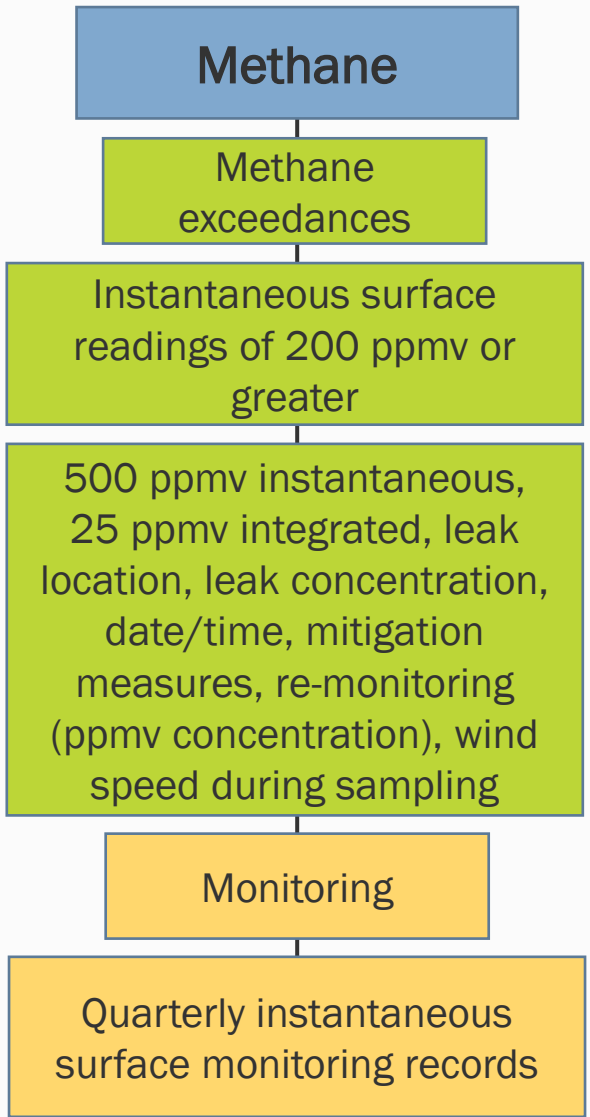 Methane
Methane
exceedances
Instantaneous surface
readings of 200 ppmv or
greater
500 ppmv instantaneous,
25 ppmv integrated, leak
location, leak concentration,
date/time, mitigation
measures, re-monitoring
(ppmv concentration), wind
speed during sampling
Monitoring
Quarterly instantaneous
surface monitoring records